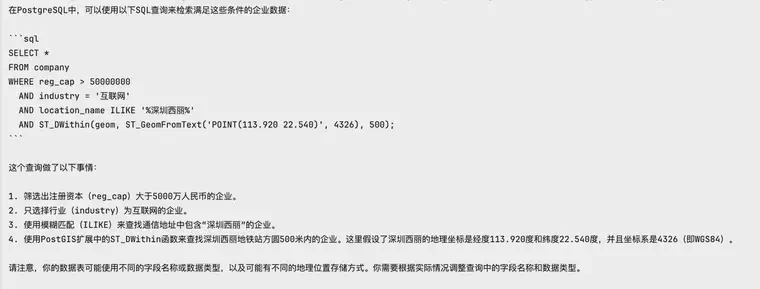 在PostgreSQL中，可以使用以下SQL查询来检索满足这些条件的企业数据：
```sql
SELECT *
FROM company
WHERE reg_cap > 50000000
  AND industry = '互联网'
  AND location_name ILIKE '%深圳西丽%'
  AND ST_DWithin(geom, ST_GeomFromText('POINT(113.920 22.540)', 4326), 500);
```
这个查询做了以下事情：
1. 筛选出注册资本（reg_cap）大于5000万人民币的企业。
2. 只选择行业（industry）为互联网的企业。
3. 使用模糊匹配（ILIKE）来查找通信地址中包含“深圳西丽”的企业。
4. 使用PostGIS扩展中的ST_DWithin函数来查找深圳西丽地铁站方圆500米内的企业。这里假设了深圳西丽的地理坐标是经度113.920度和纬度22.540度，并且坐标系是4326（即WGS84）。
请注意，你的数据表可能使用不同的字段名称或数据类型，以及可能有不同的地理位置存储方式。你需要根据实际情况调整查询中的字段名称和数据类型。